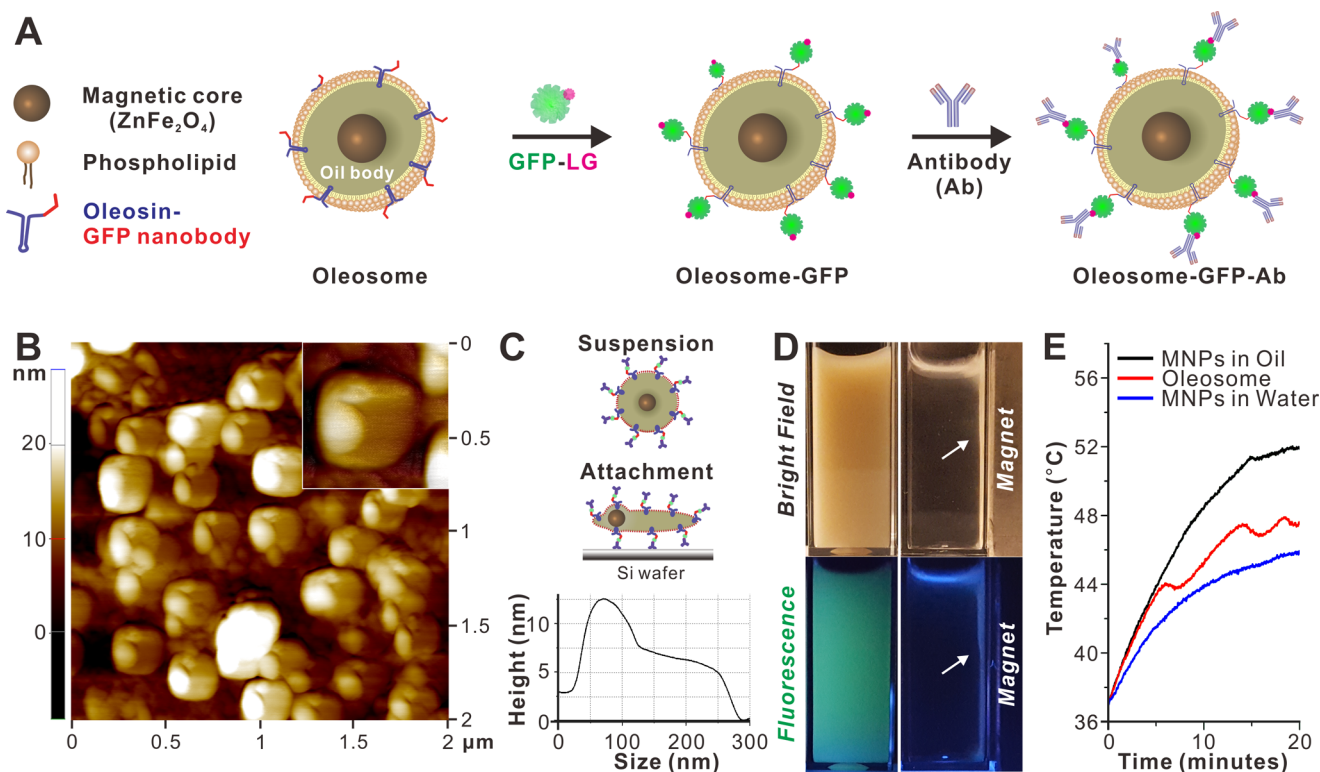 A
Magnetic core
(ZnFe₂O₄)
Phospholipid
Oleosin-
GFP nanobody
Oil body
Oleosome
GFP-LG
Oleosome-GFP
Antibody
(Ab)
Oleosome-GFP-Ab
B
nm
20
10
0
0
0.5
1
1.5
2
µm
0
0.5
1
1.5
2
C
Suspension
Attachment
Si wafer
Height (nm)
10
5
0
0
100
200
300
Size (nm)
D
Bright Field
Magnet
Fluorescence
Magnet
E
MNPs in Oil
Oleosome
MNPs in Water
Temperature (°C)
56
52
48
44
40
36
0
10
20
Time (minutes)